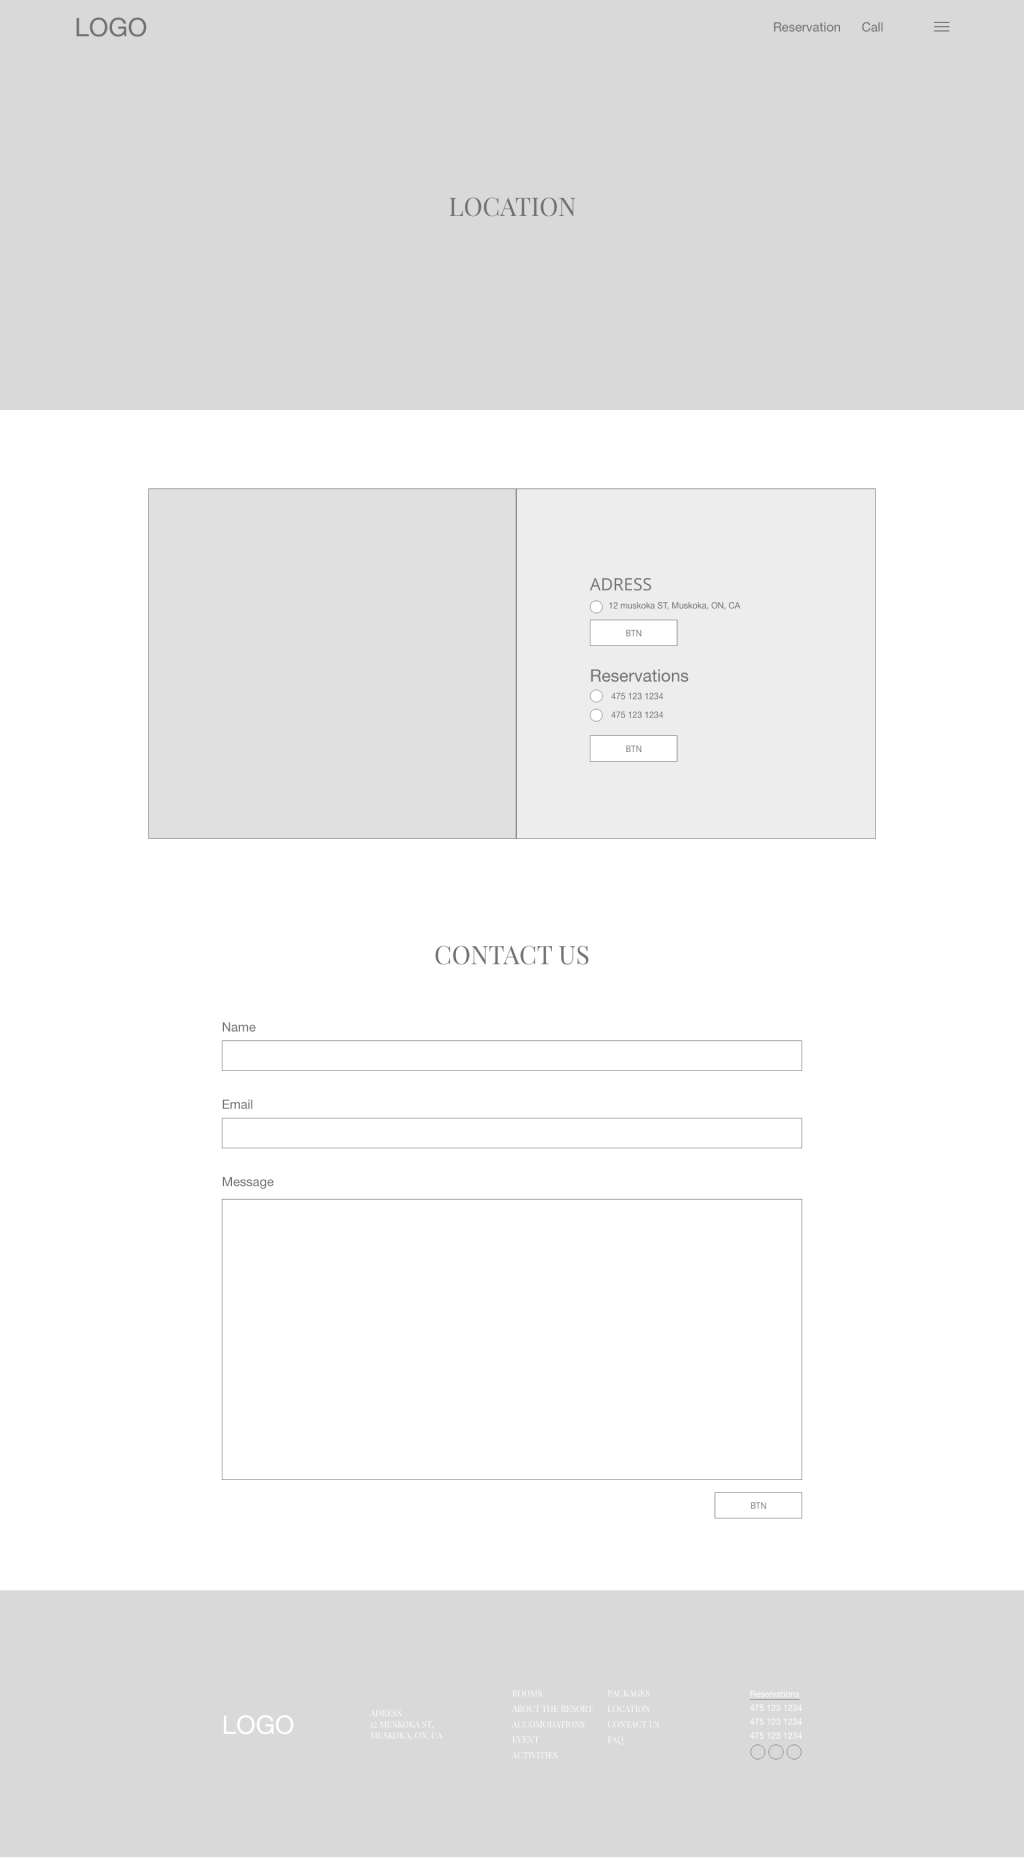 LOGO
Reservation
Call
LOCATION
ADRESS
12 muskoka ST, Muskoka, ON, CA
BTN
Reservations
475 123 1234
475 123 1234
BTN
CONTACT US
Name
Email
Message
BTN
LOGO
ADRESS
12 MUSKOKA ST,
MUSKOKA, ON, CA
ROOMS
ABOUT THE RESORT
ACCOMODATIONS
EVENT
ACTIVITIES
PACKAGES
LOCATION
CONTACT US
FAQ
Reservations
475 123 1234
475 123 1234
475 123 1234